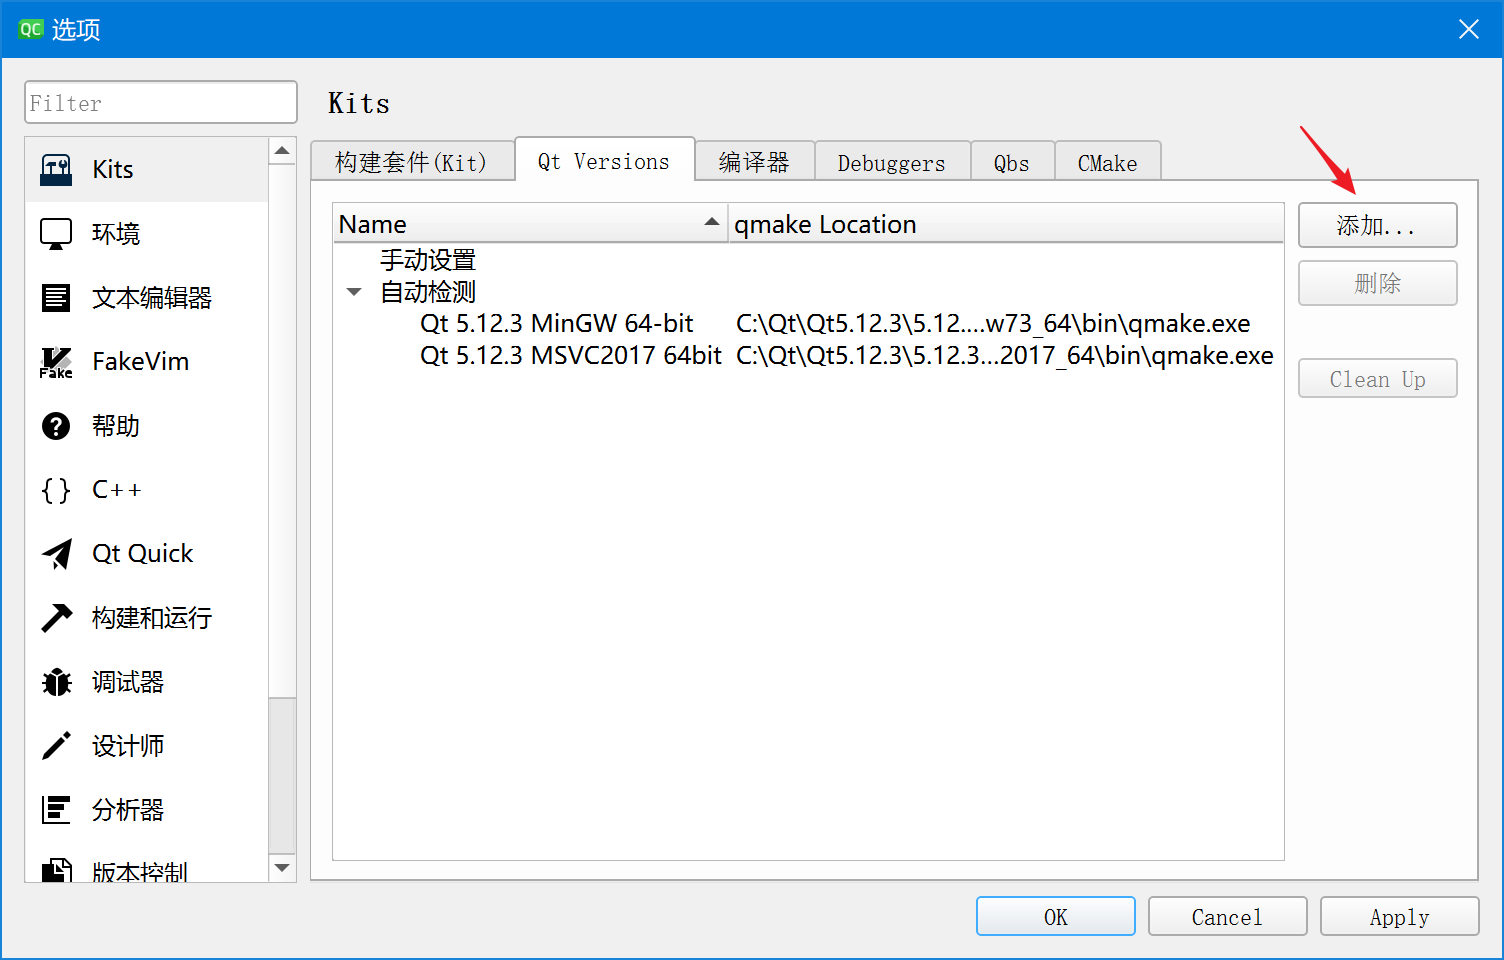 QC 选项
Filter
Kits
环境
文本编辑器
Fake
FakeVim
帮助
C++
Qt Quick
构建和运行
调试器
设计师
分析器
版本控制
Kits
构建套件(Kit) Qt Versions 编译器 Debuggers Qbs CMake
Name qmake Location
手动设置
自动检测
Qt 5.12.3 MinGW 64-bit C:\Qt\Qt5.12.3\5.12....w73_64\bin\qmake.exe
Qt 5.12.3 MSVC2017 64bit C:\Qt\Qt5.12.3\5.12.3...2017_64\bin\qmake.exe
添加...
删除
Clean Up
OK Cancel Apply